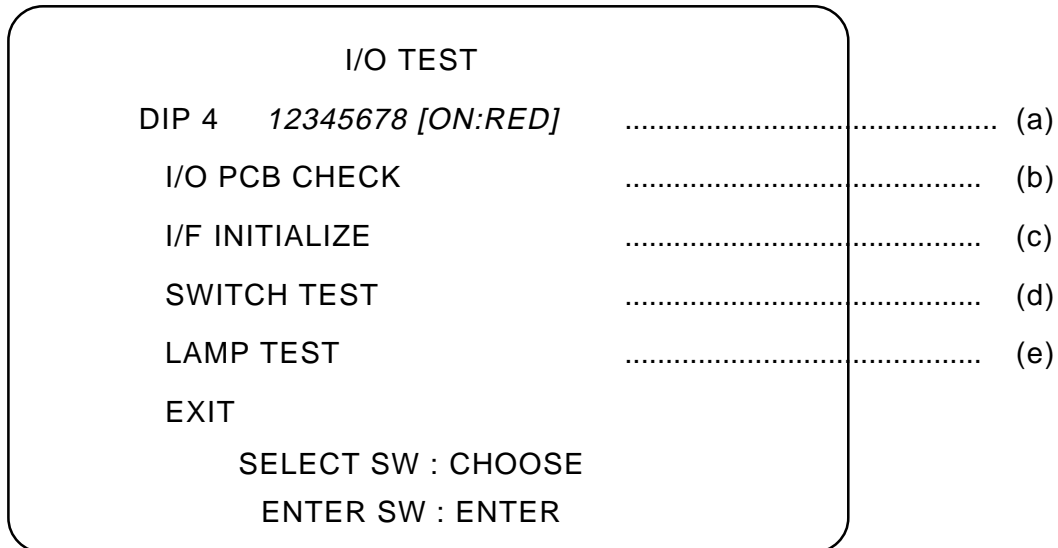 I/O TEST
DIP 4 12345678 [ON:RED] .............................................. (a)
I/O PCB CHECK ............................................ (b)
I/F INITIALIZE ............................................ (c)
SWITCH TEST ............................................ (d)
LAMP TEST ............................................ (e)
EXIT
SELECT SW : CHOOSE
ENTER SW : ENTER